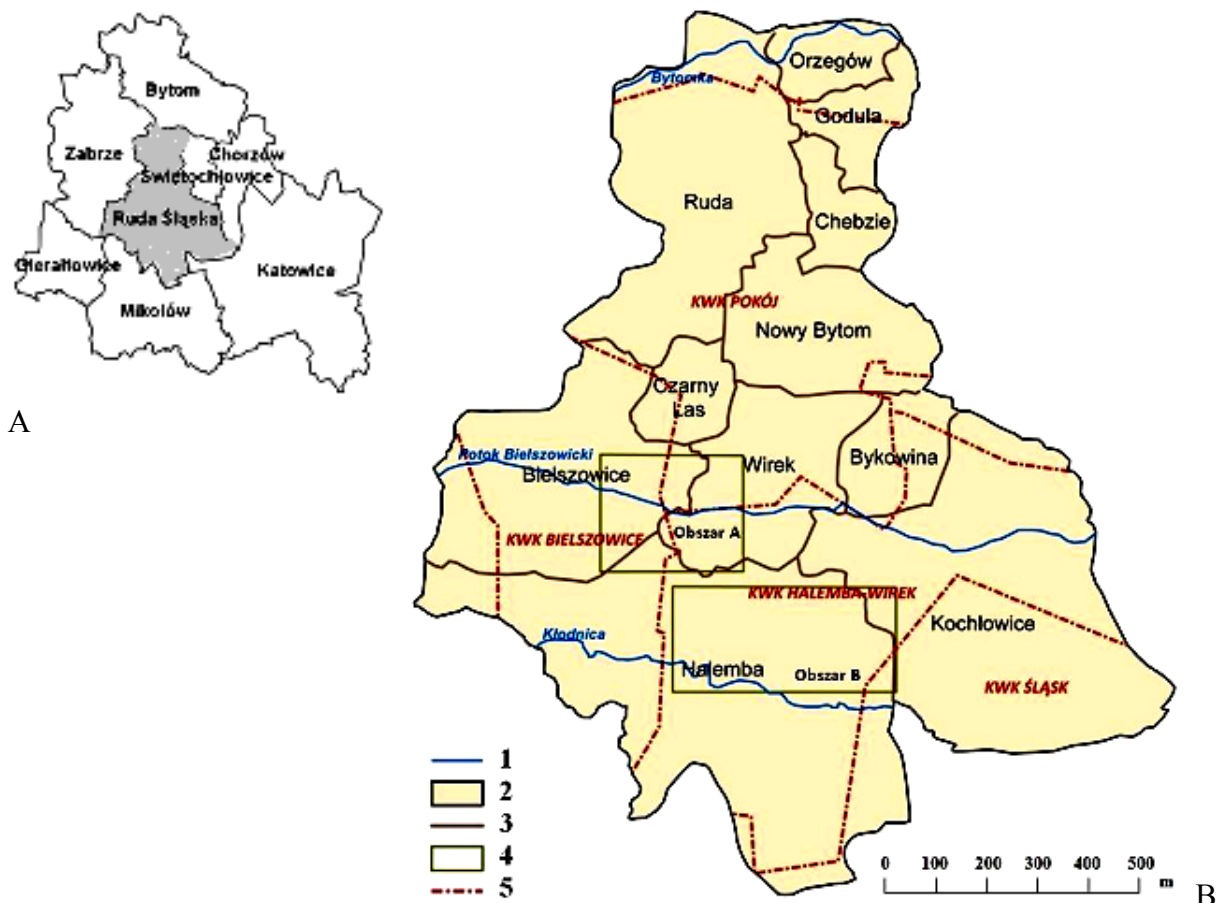 Bytom
Zabrze
Chorzów
Świętochłowice
Ruda Śląska
Gierałtowice
Katowice
Mikołów
A
Orzegów
Bytomka
Godula
Ruda
Chebzie
KWK POKÓJ
Nowy Bytom
Czarny
Las
Potok Bielszowicki
Bielszowice
Wirek
Bykowina
Obszar A
KWK BIELSZOWICE
KWK HALEMBA-WIREK
Kochłowice
Kłodnica
Halemba
Obszar B
KWK ŚLĄSK
1
2
3
4
5
0 100 200 300 400 500
m
B